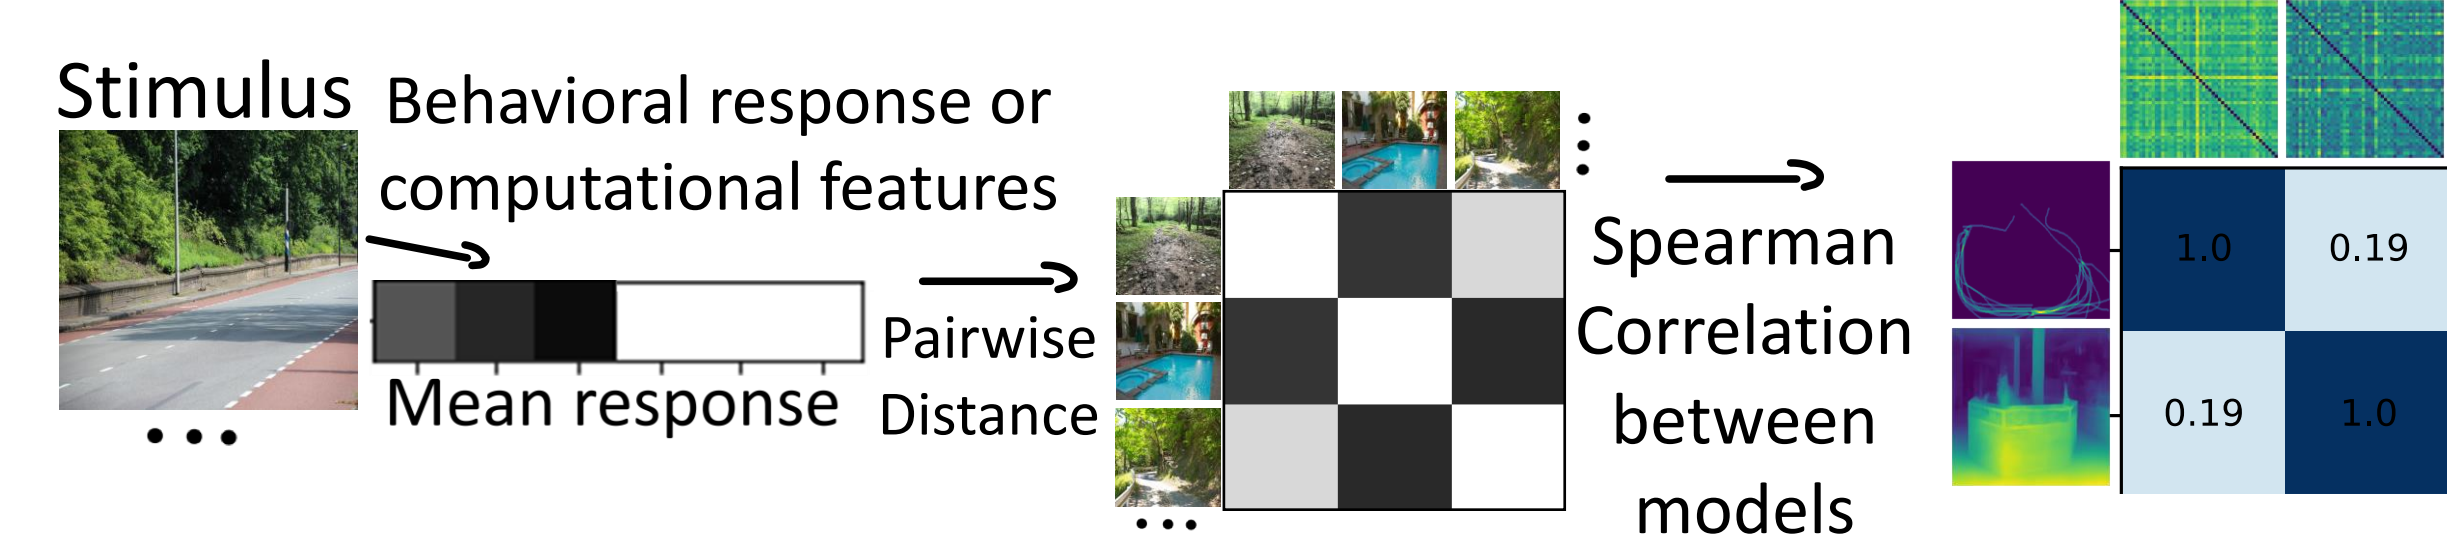 Stimulus
Behavioral response or
computational features
Mean response
Pairwise
Distance
Spearman
Correlation
between
models
1.0 0.19
0.19 1.0